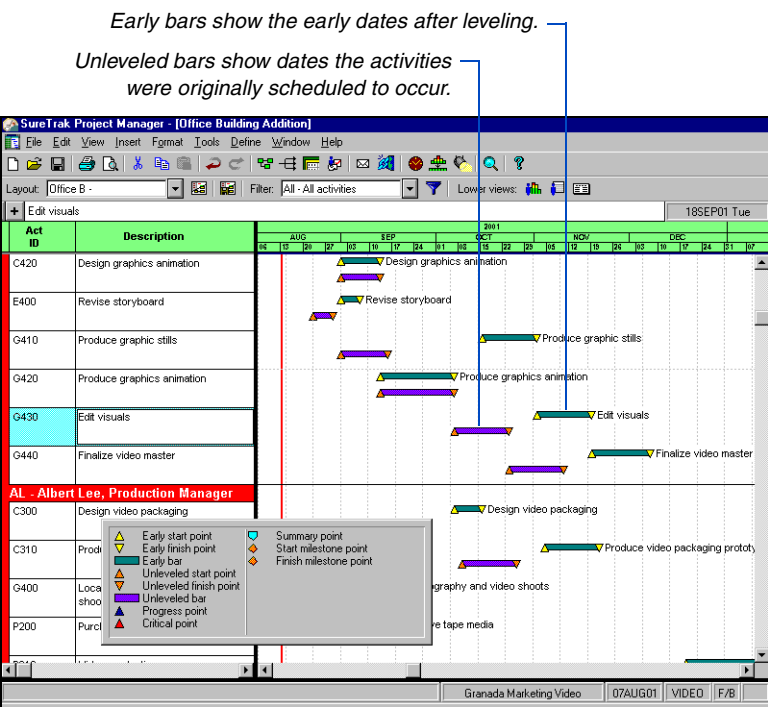 Early bars show the early dates after leveling.
Unleveled bars show dates the activities
were originally scheduled to occur.
SureTrak Project Manager - [Office Building Addition]
File Edit View Insert Format Tools Define Window Help
Layout: Office B - Filter: All - All activities Lower views:
+ Edit visuals 18SEP01 Tue
Act ID Description
2001
AUG SEP OCT NOV DEC
06 13 20 27 03 10 17 24 01 08 15 22 29 05 12 19 26 03 10 17 24 31 07
C420 Design graphics animation Design graphics animation
E400 Revise storyboard Revise storyboard
G410 Produce graphic stills Produce graphic stills
G420 Produce graphics animation Produce graphics animation
G430 Edit visuals Edit visuals
G440 Finalize video master Finalize video master
AL - Albert Lee, Production Manager
C300 Design video packaging Design video packaging
C310 Produ Produce video packaging prototy
G400 Loca ography and video shoots
shoo
P200 Purc e tape media
Early start point
Early finish point
Early bar
Unleveled start point
Unleveled finish point
Unleveled bar
Progress point
Critical point
Summary point
Start milestone point
Finish milestone point
Granada Marketing Video 07AUG01 VIDEO F/B